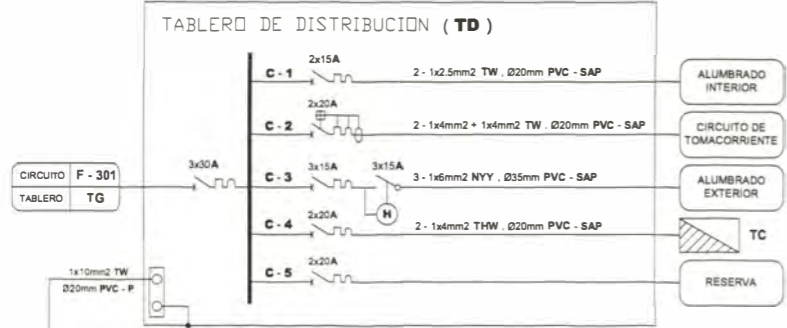 TABLERO DE DISTRIBUCION ( TD )
2x15A
C - 1
2 - 1x2.5mm2 TW . Ø20mm PVC - SAP
ALUMBRADO
INTERIOR
2x20A
C - 2
2 - 1x4mm2 + 1x4mm2 TW . Ø20mm PVC - SAP
CIRCUITO DE
TOMACORRIENTE
CIRCUITO F - 301
TABLERO TG
3x30A
C - 3
3x15A
3x15A
H
3 - 1x6mm2 NYY . Ø35mm PVC - SAP
ALUMBRADO
EXTERIOR
2x20A
C - 4
2 - 1x4mm2 THW . Ø20mm PVC - SAP
TC
2x20A
C - 5
RESERVA
1x10mm2 TW
Ø20mm PVC - P